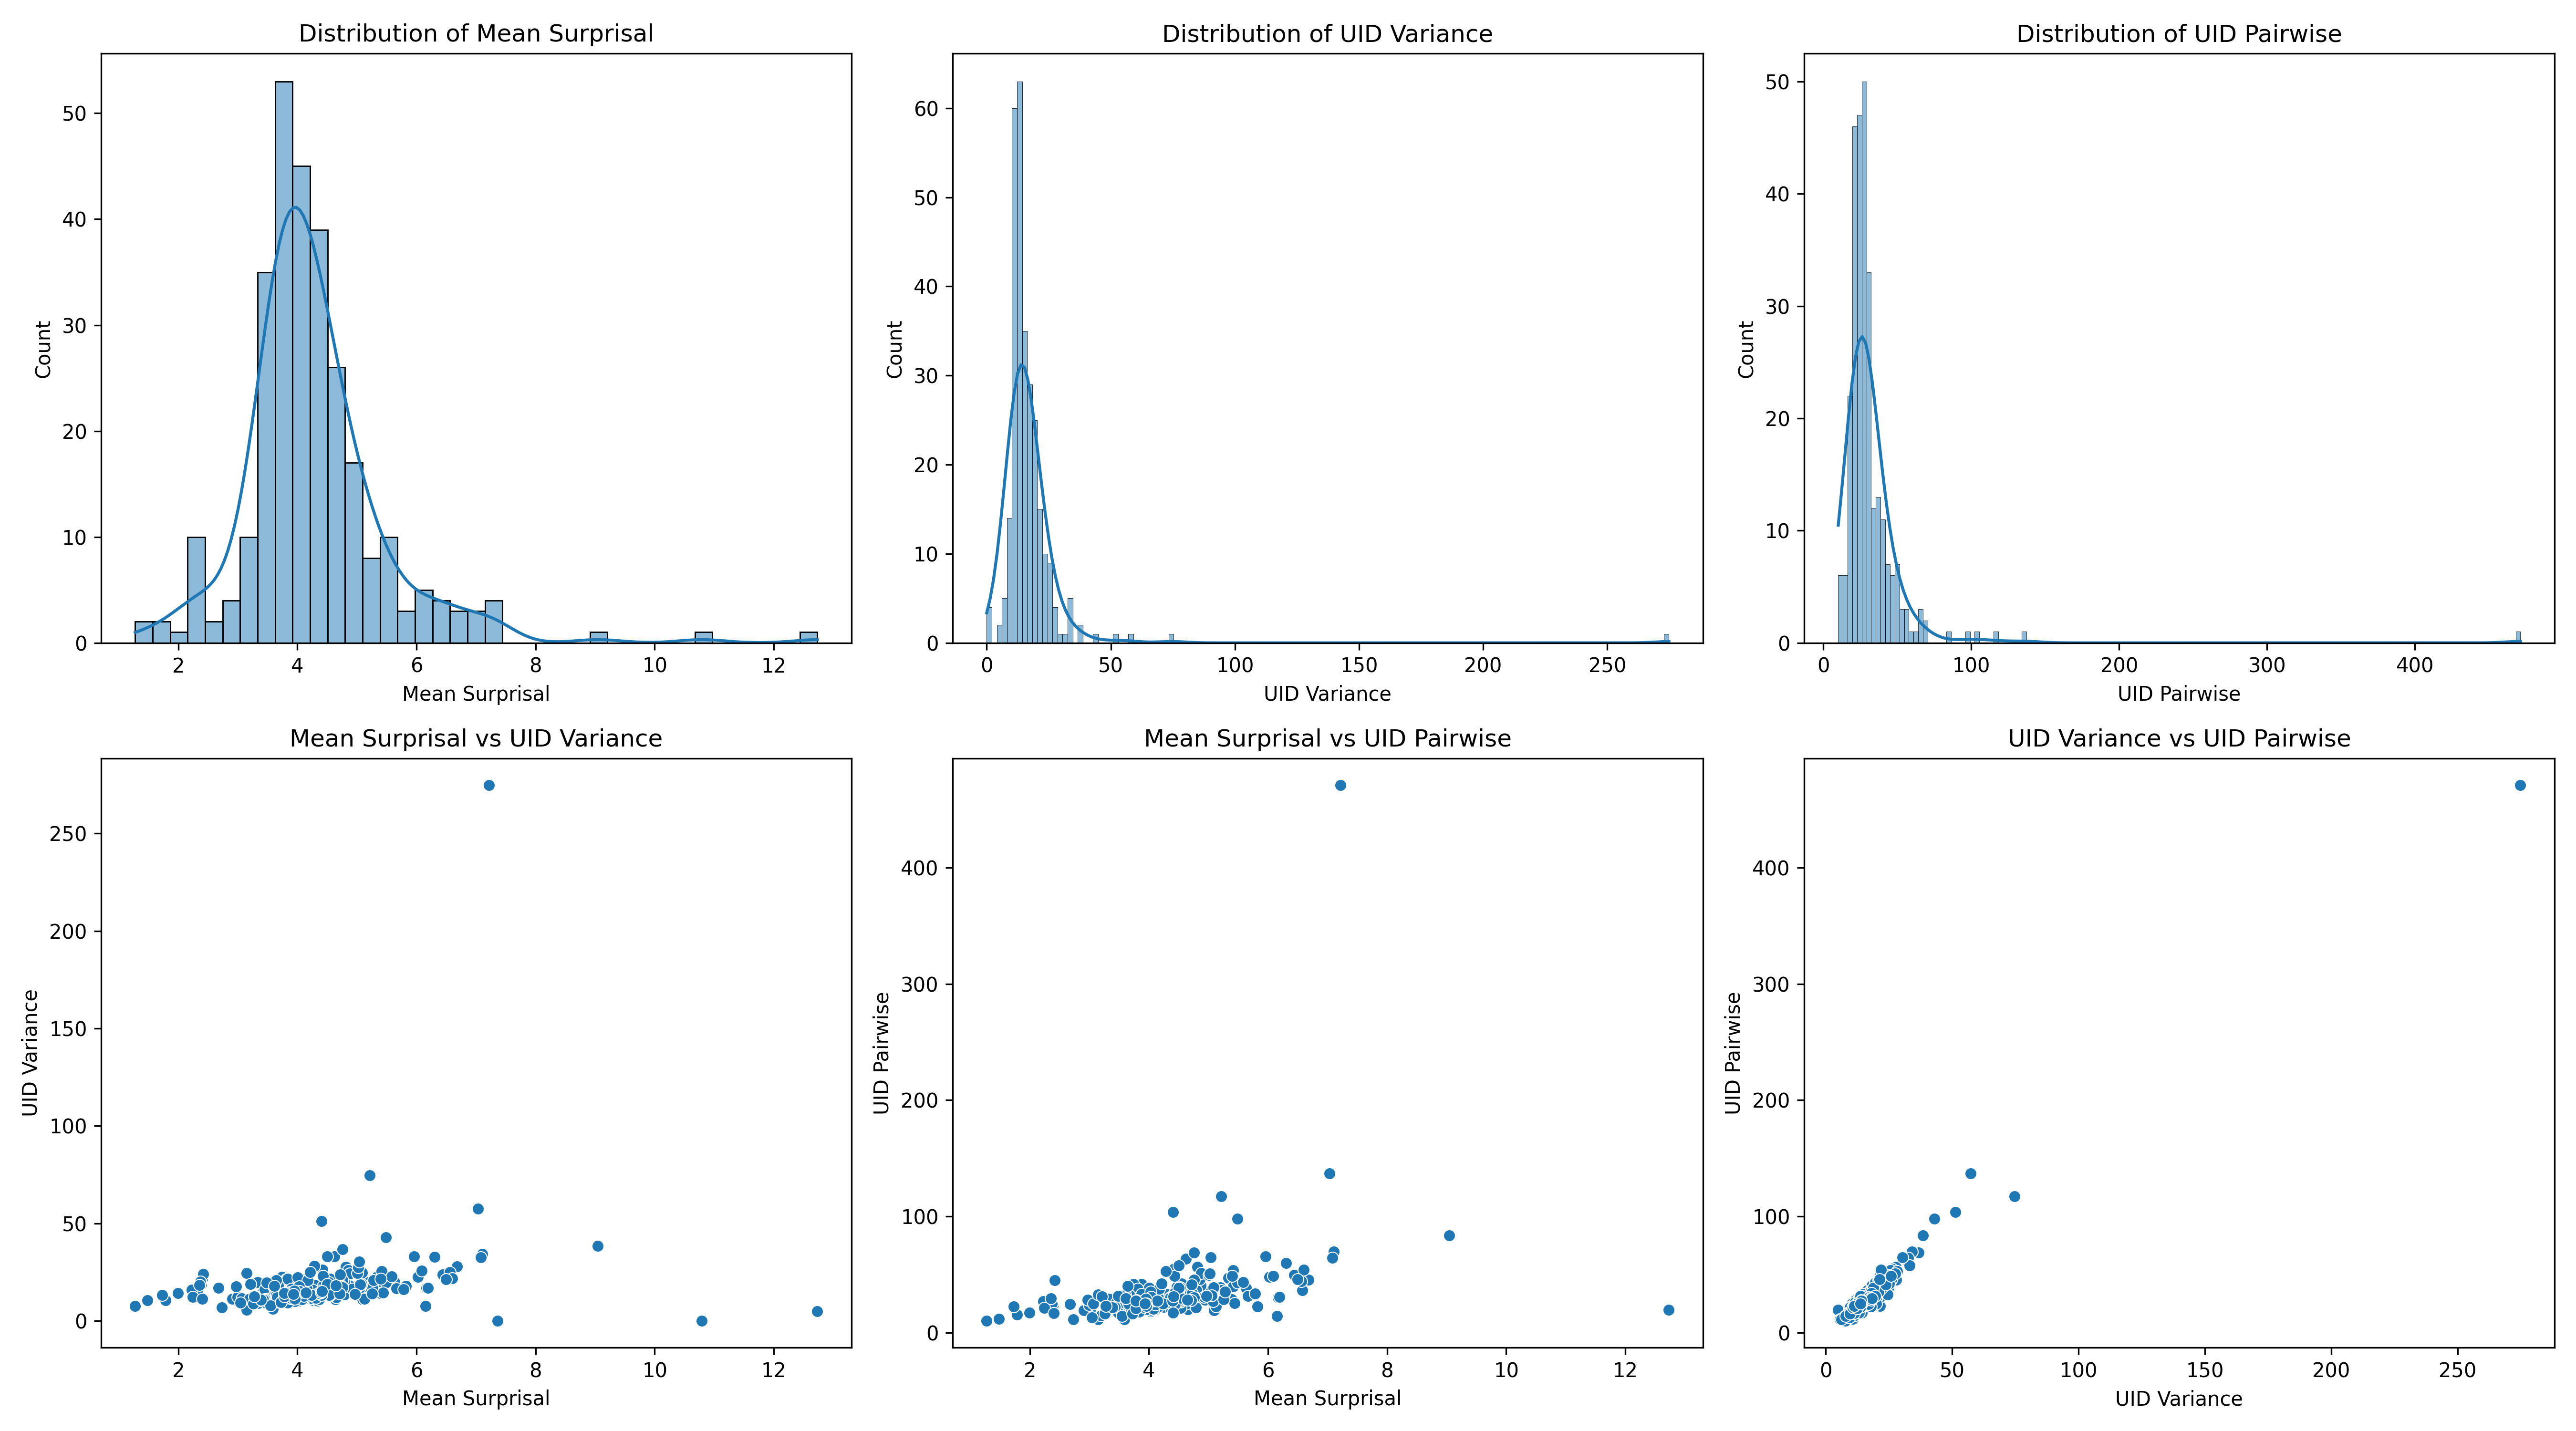 Distribution of Mean Surprisal
Count
0
10
20
30
40
50
2 4 6 8 10 12
Mean Surprisal
Distribution of UID Variance
Count
0
10
20
30
40
50
60
0 50 100 150 200 250
UID Variance
Distribution of UID Pairwise
Count
0
10
20
30
40
50
0 100 200 300 400
UID Pairwise
Mean Surprisal vs UID Variance
UID Variance
0
50
100
150
200
250
2 4 6 8 10 12
Mean Surprisal
Mean Surprisal vs UID Pairwise
UID Pairwise
0
100
200
300
400
2 4 6 8 10 12
Mean Surprisal
UID Variance vs UID Pairwise
UID Pairwise
0
100
200
300
400
0 50 100 150 200 250
UID Variance